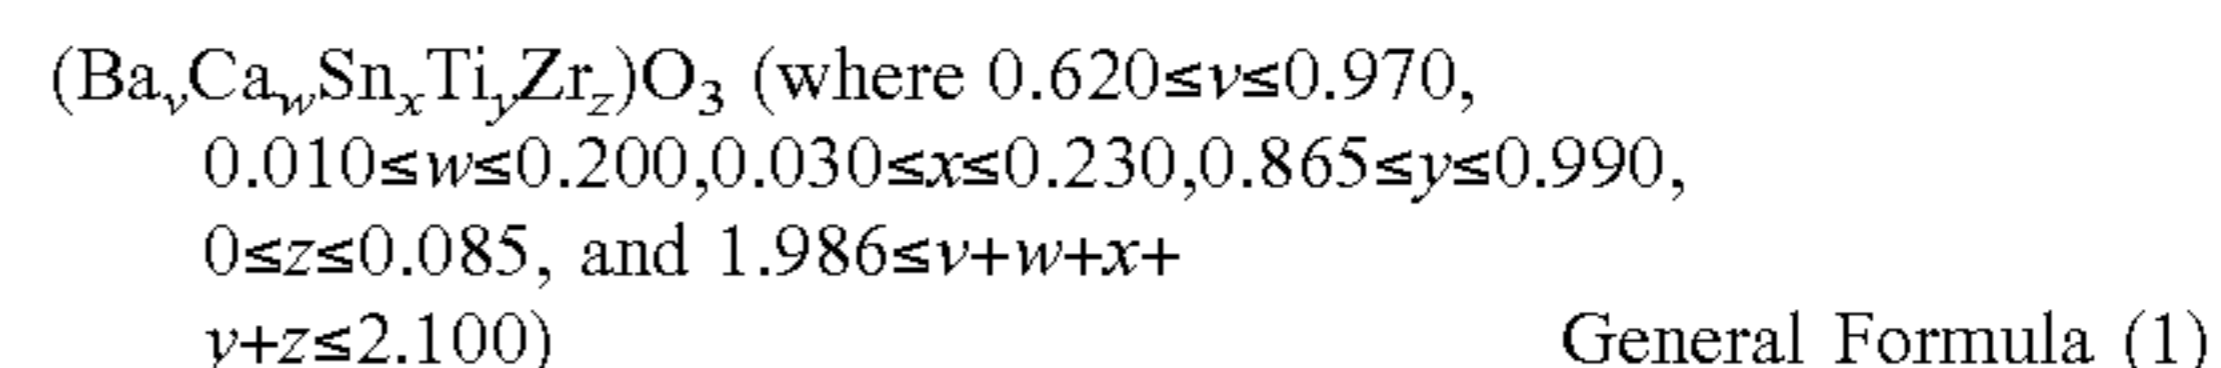 (Ba<sub>v</sub>Ca<sub>w</sub>Sn<sub>x</sub>Ti<sub>y</sub>Zr<sub>z</sub>)O<sub>3</sub> (where 0.620≤v≤0.970,
0.010≤w≤0.200,0.030≤x≤0.230,0.865≤y≤0.990,
0≤z≤0.085, and 1.986≤v+w+x+
y+z≤2.100) General Formula (1)